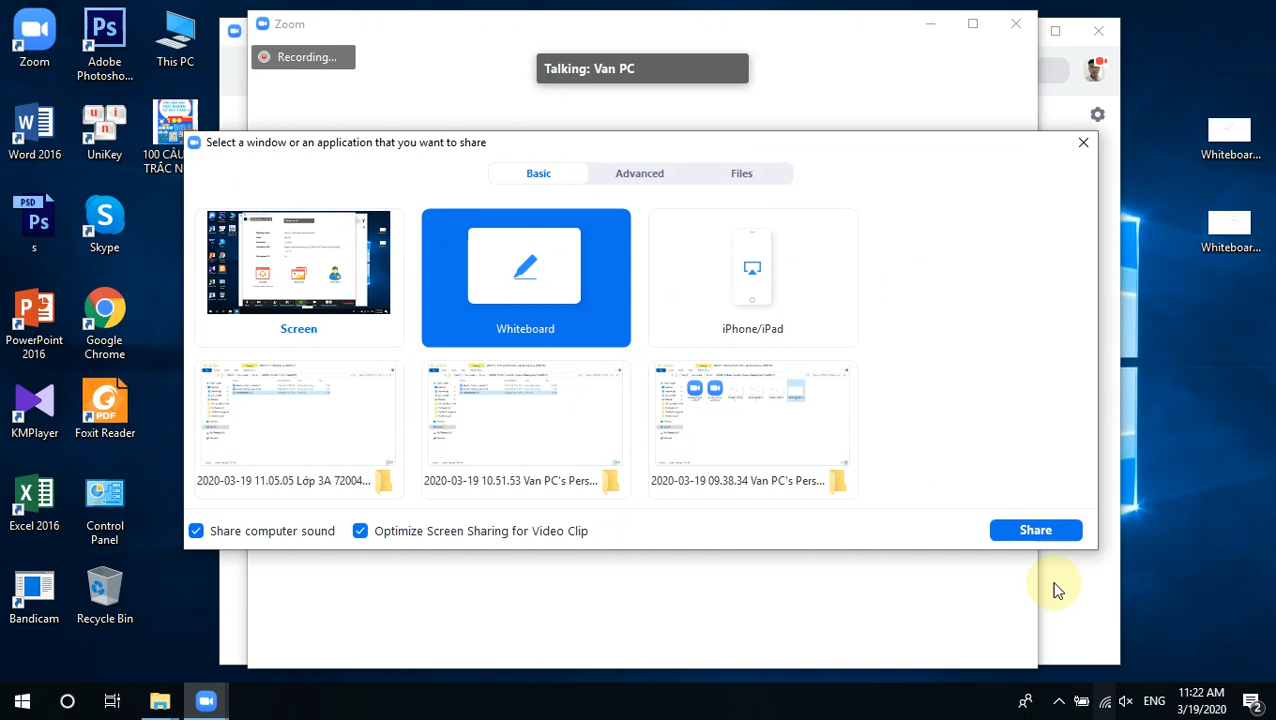 Zoom
Recording...
Talking: Van PC
Select a window or an application that you want to share
Basic
Advanced
Files
Screen
Whiteboard
iPhone/iPad
2020-03-19 11.05.05 Lớp 3A 72004...
2020-03-19 10.51.53 Van PC's Pers...
2020-03-19 09.38.34 Van PC's Pers...
Share computer sound
Optimize Screen Sharing for Video Clip
Share
Zoom
Adobe
Photosho...
This PC
Word 2016
UniKey
100 CÂU
TRẮC N
PSD
Ps
s
Skype
PowerPoint
2016
Google
Chrome
KMPlayer
Foxit Reader
PDF
Excel 2016
Control
Panel
Bandicam
Recycle Bin
Whiteboar...
Whiteboar...
ENG
11:22 AM
3/19/2020
2